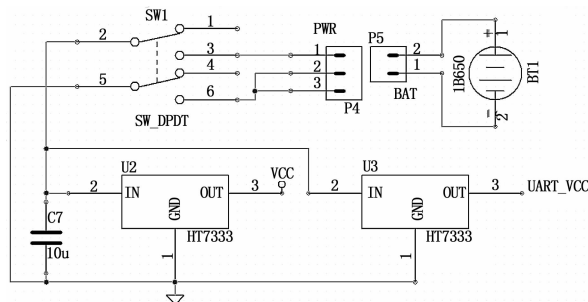 SW1
1
2
3
4
5
6
SW_DPDT
PWR
1
2
3
P4
P5
2
1
BAT
1B650
+
1
BT1
2
U2
2
IN
OUT
3
GND
VCC
HT7333
1
U3
2
IN
OUT
3
UART_VCC
GND
HT7333
1
C7
10u